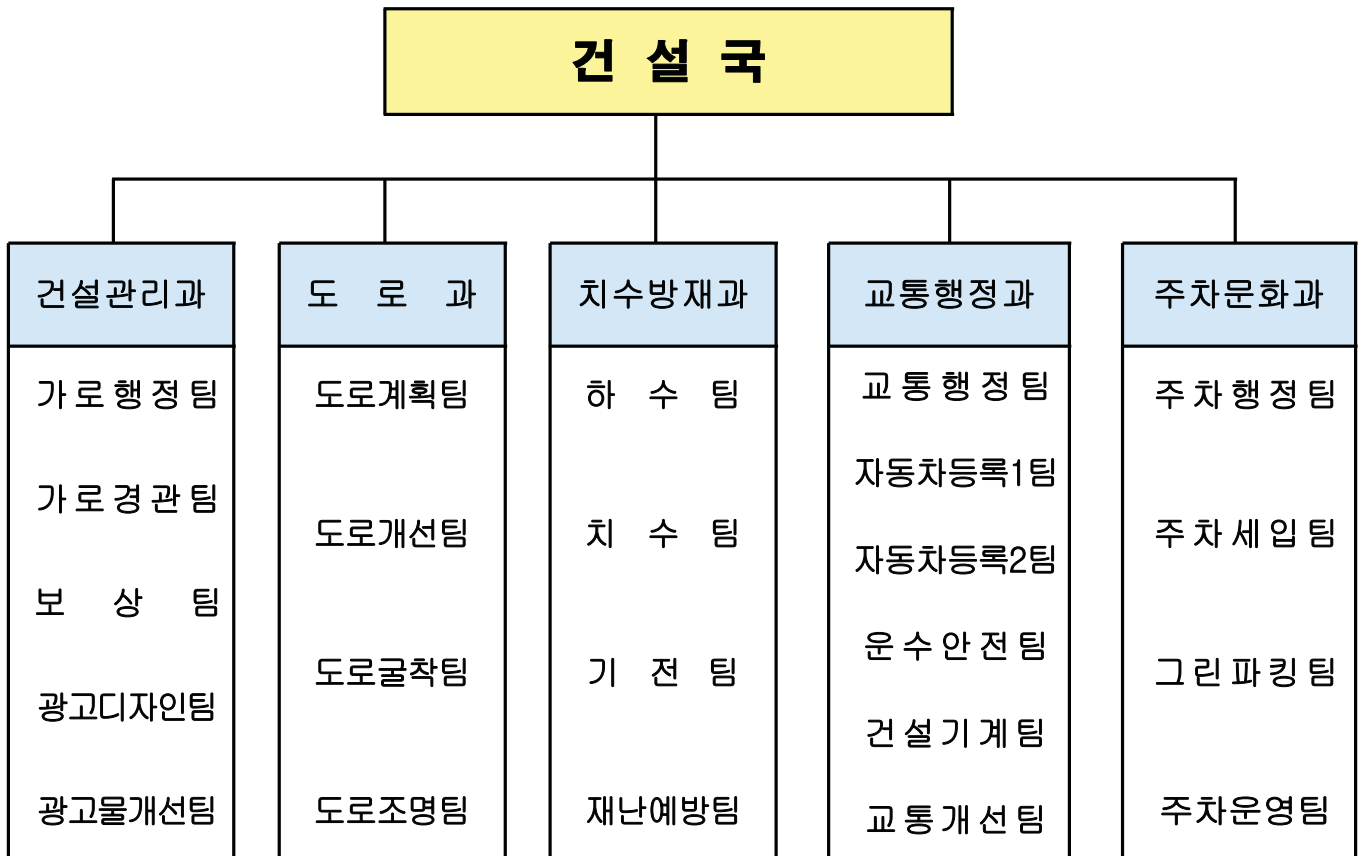 건 설 국
건설관리과
가로행정팀
가로경관팀
보 상 팀
광고디자인팀
광고물개선팀
도 로 과
도로계획팀
도로개선팀
도로굴착팀
도로조명팀
치수방재과
하 수 팀
치 수 팀
기 전 팀
재난예방팀
교통행정과
교통행정팀
자동차등록1팀
자동차등록2팀
운수안전팀
건설기계팀
교통개선팀
주차문화과
주차행정팀
주차세입팀
그린파킹팀
주차운영팀